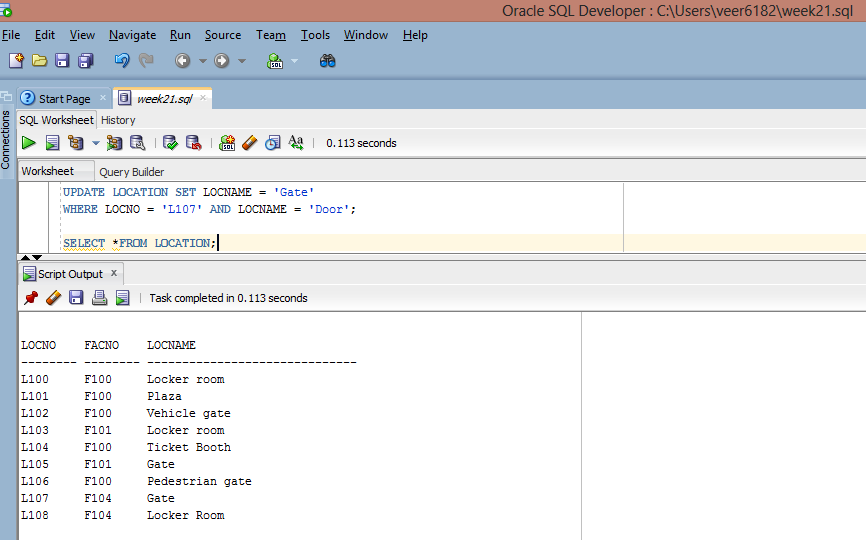 Oracle SQL Developer : C:\Users\veer6182\week21.sql
File Edit View Navigate Run Source Team Tools Window Help
SQL
Start Page × week21.sql ×
Connections
SQL Worksheet History
SQL Aa 0.113 seconds
Worksheet Query Builder
UPDATE LOCATION SET LOCNAME = 'Gate'
WHERE LOCNO = 'L107' AND LOCNAME = 'Door';
SELECT *FROM LOCATION;
Script Output ×
Task completed in 0.113 seconds
LOCNO FACNO LOCNAME
-------- -------- ------------------------------
L100 F100 Locker room
L101 F100 Plaza
L102 F100 Vehicle gate
L103 F101 Locker room
L104 F100 Ticket Booth
L105 F101 Gate
L106 F100 Pedestrian gate
L107 F104 Gate
L108 F104 Locker Room